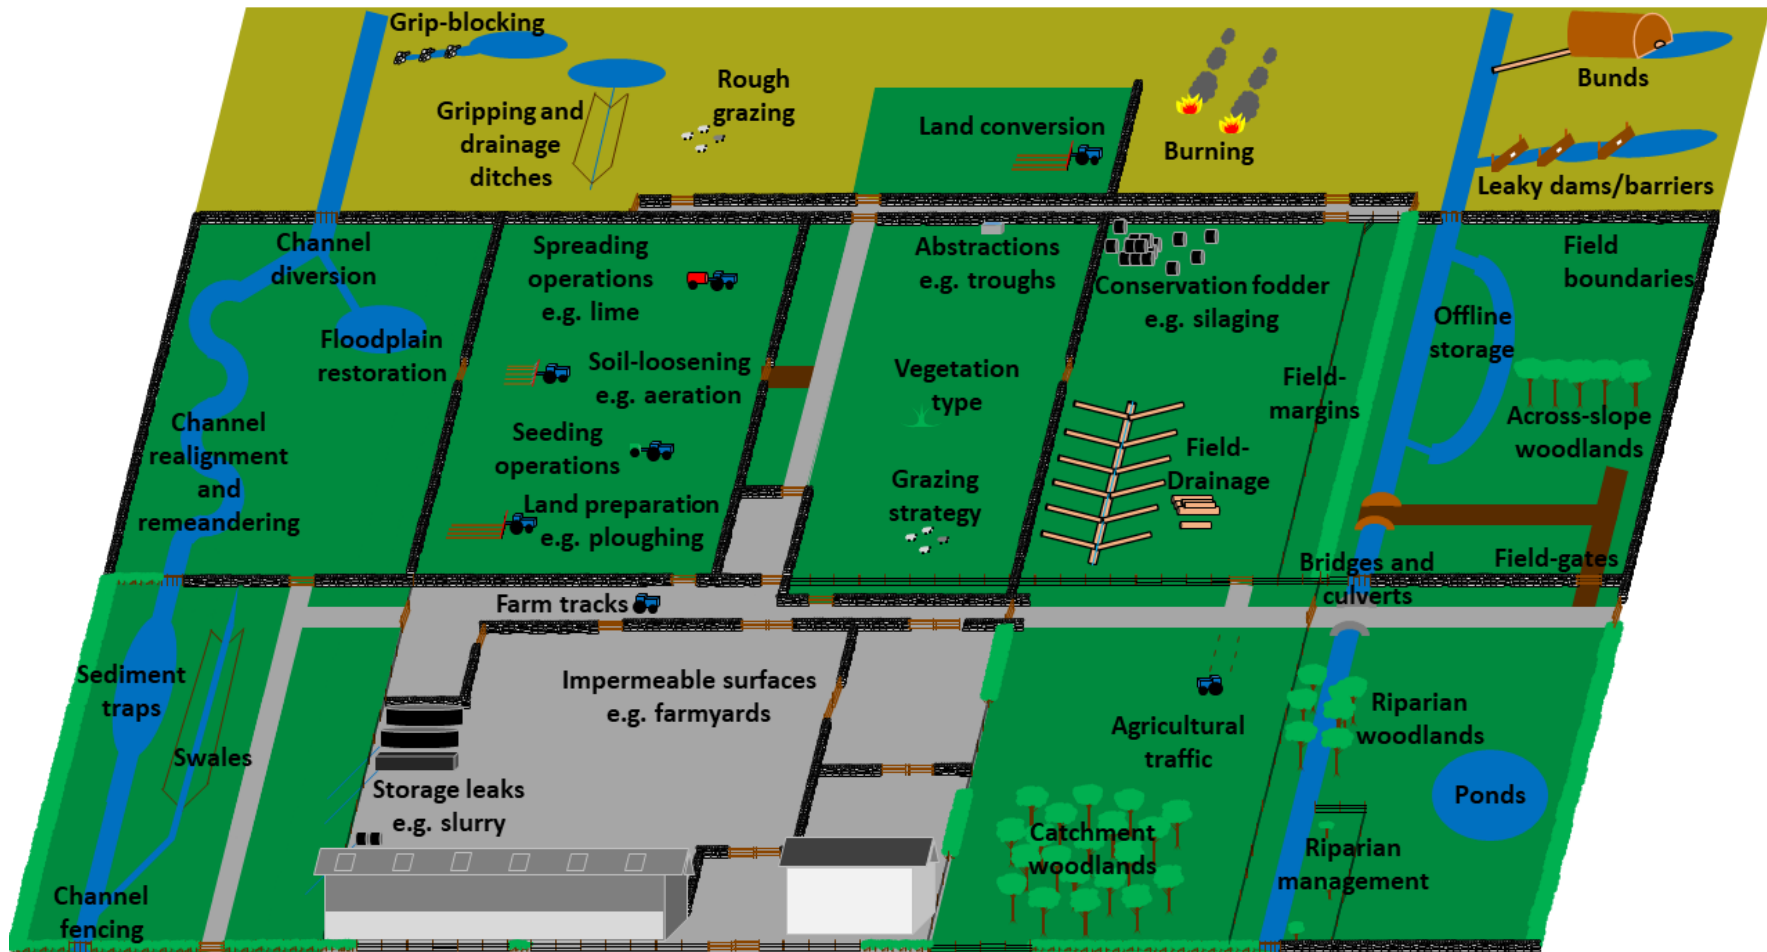 Grip-blocking
Gripping and
drainage
ditches
Rough
grazing
Land conversion
Burning
Bunds
Leaky dams/barriers
Channel
diversion
Floodplain
restoration
Channel
realignment
and
remeandering
Spreading
operations
e.g. lime
Soil-loosening
e.g. aeration
Seeding
operations
Land preparation
e.g. ploughing
Abstractions
e.g. troughs
Vegetation
type
Grazing
strategy
Conservation fodder
e.g. silaging
Field-
margins
Field-
Drainage
Offline
storage
Field
boundaries
Across-slope
woodlands
Field-gates
Bridges and
culverts
Farm tracks
Sediment
traps
Swales
Channel
fencing
Impermeable surfaces
e.g. farmyards
Storage leaks
e.g. slurry
Agricultural
traffic
Catchment
woodlands
Riparian
woodlands
Ponds
Riparian
management